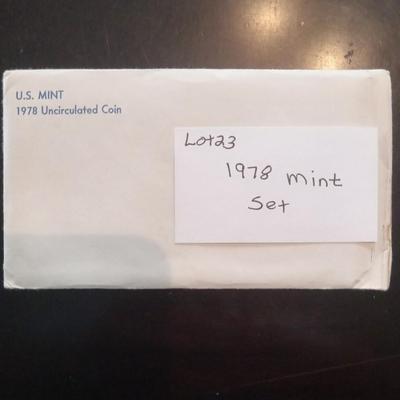 U.S. MINT
1978 Uncirculated Coin
Lot23
1978 mint
Set